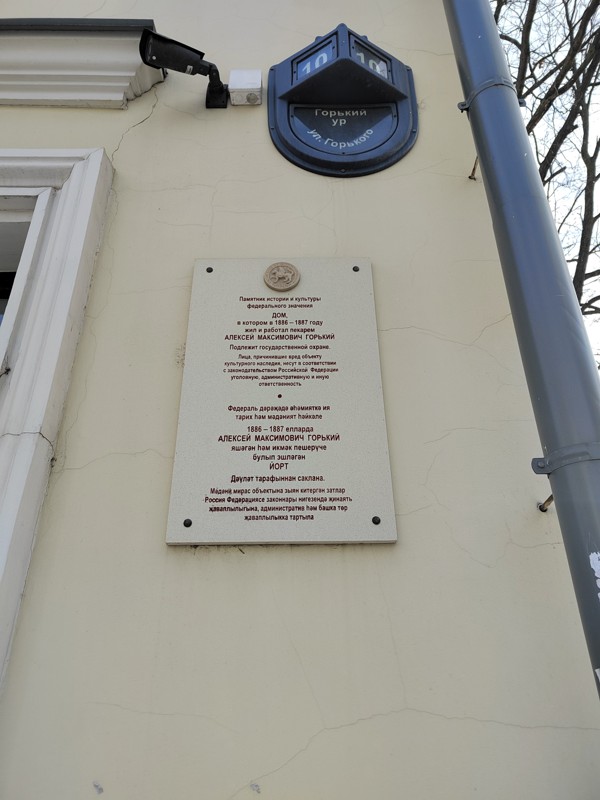 10
10
Горький
ур
ул. Горького
Памятник истории и культуры
федерального значения
ДОМ,
в котором в 1886 – 1887 году
жил и работал пекарем
АЛЕКСЕЙ МАКСИМОВИЧ ГОРЬКИЙ
Подлежит государственной охране.
Лица, причинившие вред объекту
культурного наследия, несут в соответствии
с законодательством Российской Федерации
уголовную, административную и иную
ответственность
Федераль дәрәҗәдә әһәмияткә ия
тарих һәм мәдәният һәйкәле
1886 – 1887 елларда
АЛЕКСЕЙ МАКСИМОВИЧ ГОРЬКИЙ
яшәгән һәм икмәк пешерүче
булып эшләгән
ЙОРТ
Дәүләт тарафыннан саклана.
Мәдәни мирас объектына зыян китергән затлар
Россия Федерациясе законнары нигезендә җинаять
җаваплылыгына, административ һәм башка төр
җаваплылыкка тартыла